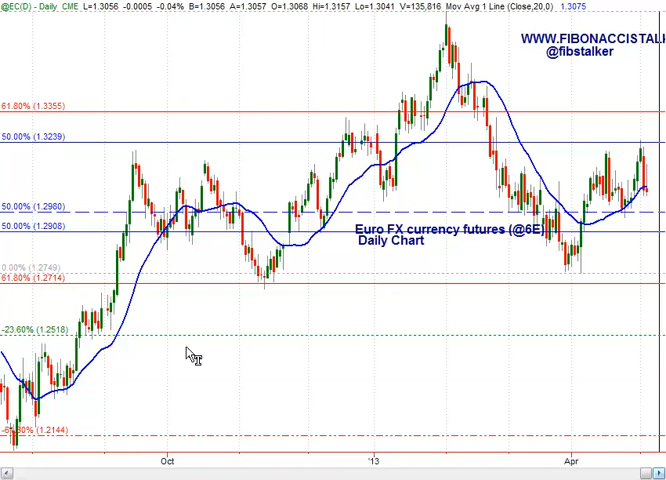 @EC(D) - Daily CME L=1.3056 -0.0005 -0.04% B=1.3056 A=1.3057 O=1.3068 Hi=1.3157 Lo=1.3041 V=135,816 Mov Avg 1 Line (Close,20,0) 1.3075
WWW.FIBONACCISTALK
@fibstalker
61.80% (1.3355)
50.00% (1.3239)
50.00% (1.2980)
50.00% (1.2908)
Euro FX currency futures (@6E)
Daily Chart
0.00% (1.2749)
61.80% (1.2714)
-23.60% (1.2518)
-61.80% (1.2144)
Oct '13 Apr